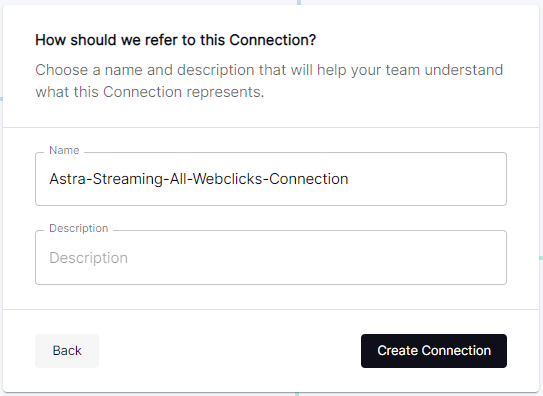 How should we refer to this Connection?
Choose a name and description that will help your team understand
what this Connection represents.
Name
Astra-Streaming-All-Webclicks-Connection
Description
Description
Back
Create Connection